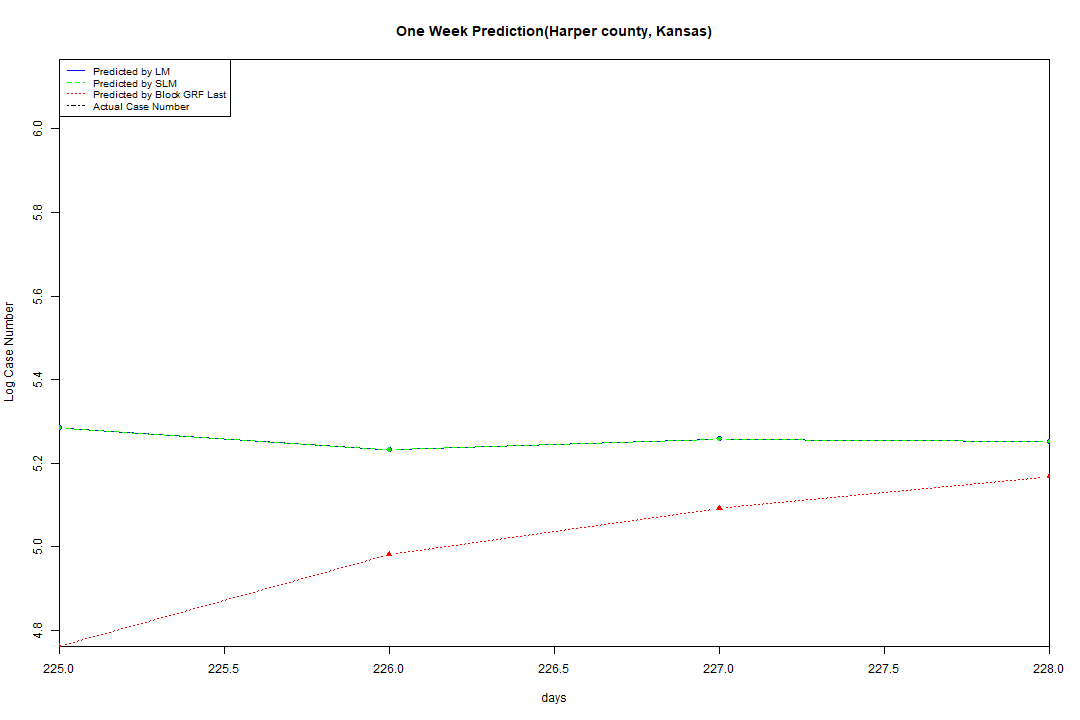 One Week Prediction(Harper county, Kansas)
Predicted by LM
Predicted by SLM
Predicted by Block GRF Last
Actual Case Number
Log Case Number
6.0
5.8
5.6
5.4
5.2
5.0
4.8
225.0 225.5 226.0 226.5 227.0 227.5 228.0
days